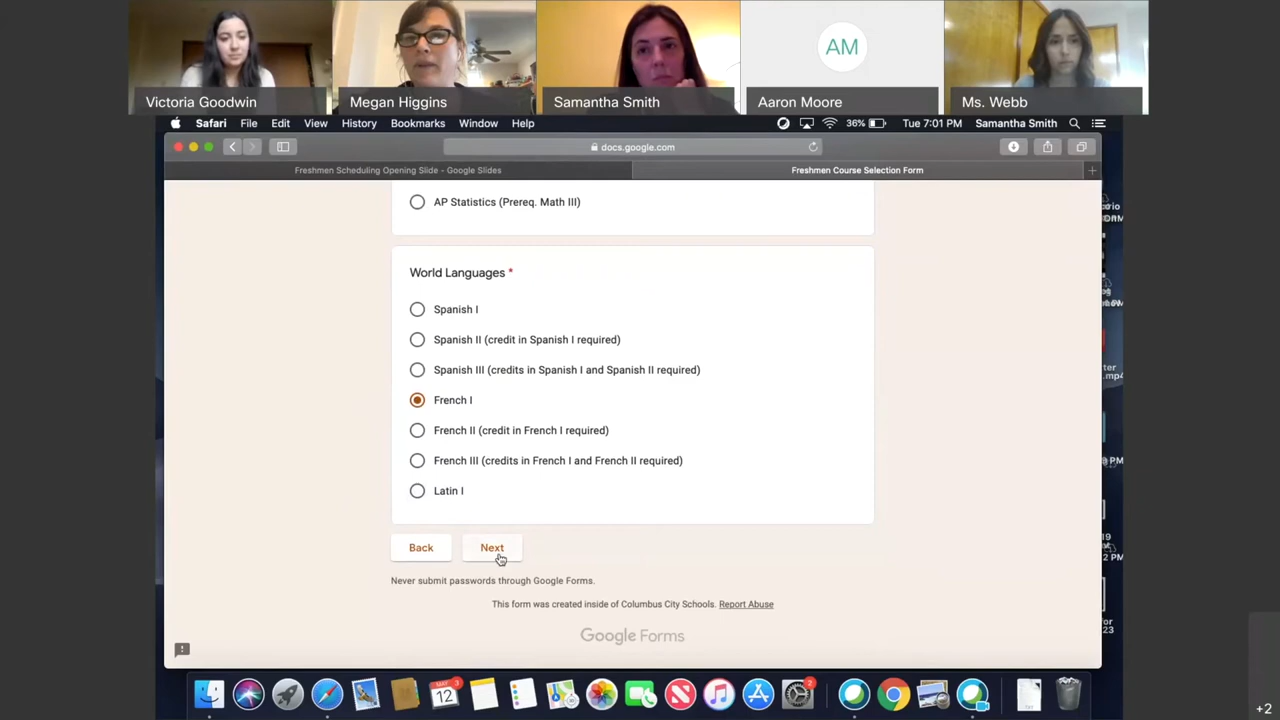 AM
Victoria Goodwin
Megan Higgins
Samantha Smith
Aaron Moore
Ms. Webb
Safari File Edit View History Bookmarks Window Help 36% Tue 7:01 PM Samantha Smith
docs.google.com
Freshmen Scheduling Opening Slide - Google Slides
Freshmen Course Selection Form
AP Statistics (Prereq. Math III)
World Languages *
Spanish I
Spanish II (credit in Spanish I required)
Spanish III (credits in Spanish I and Spanish II required)
French I
French II (credit in French I required)
French III (credits in French I and French II required)
Latin I
Back
Next
Never submit passwords through Google Forms.
This form was created inside of Columbus City Schools. Report Abuse
Google Forms
12
3
2
+2